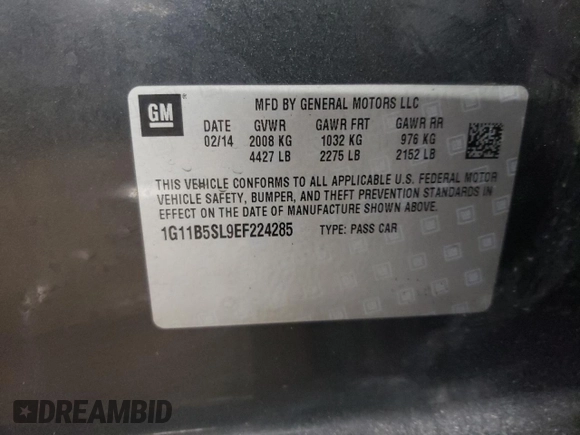 GM ®
MFD BY GENERAL MOTORS LLC
DATE GVWR GAWR FRT GAWR RR
02/14 2008 KG 1032 KG 976 KG
4427 LB 2275 LB 2152 LB
THIS VEHICLE CONFORMS TO ALL APPLICABLE U.S. FEDERAL MOTOR
VEHICLE SAFETY, BUMPER, AND THEFT PREVENTION STANDARDS IN
EFFECT ON THE DATE OF MANUFACTURE SHOWN ABOVE.
1G11B5SL9EF224285 TYPE: PASS CAR
DREAMBID